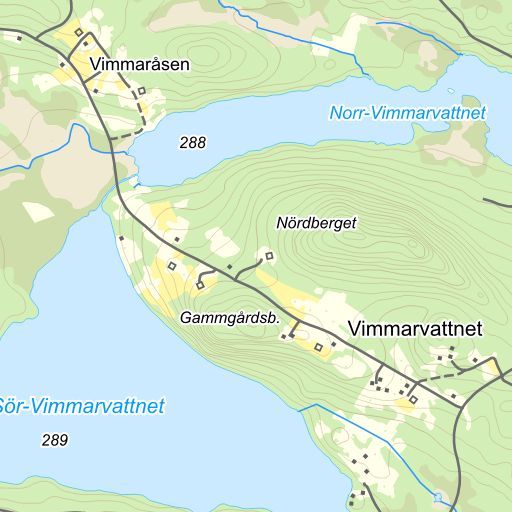 Vimmaråsen
Norr-Vimmarvattnet
288
Nördberget
Gammgårdsb.
Vimmarvattnet
Sör-Vimmarvattnet
289